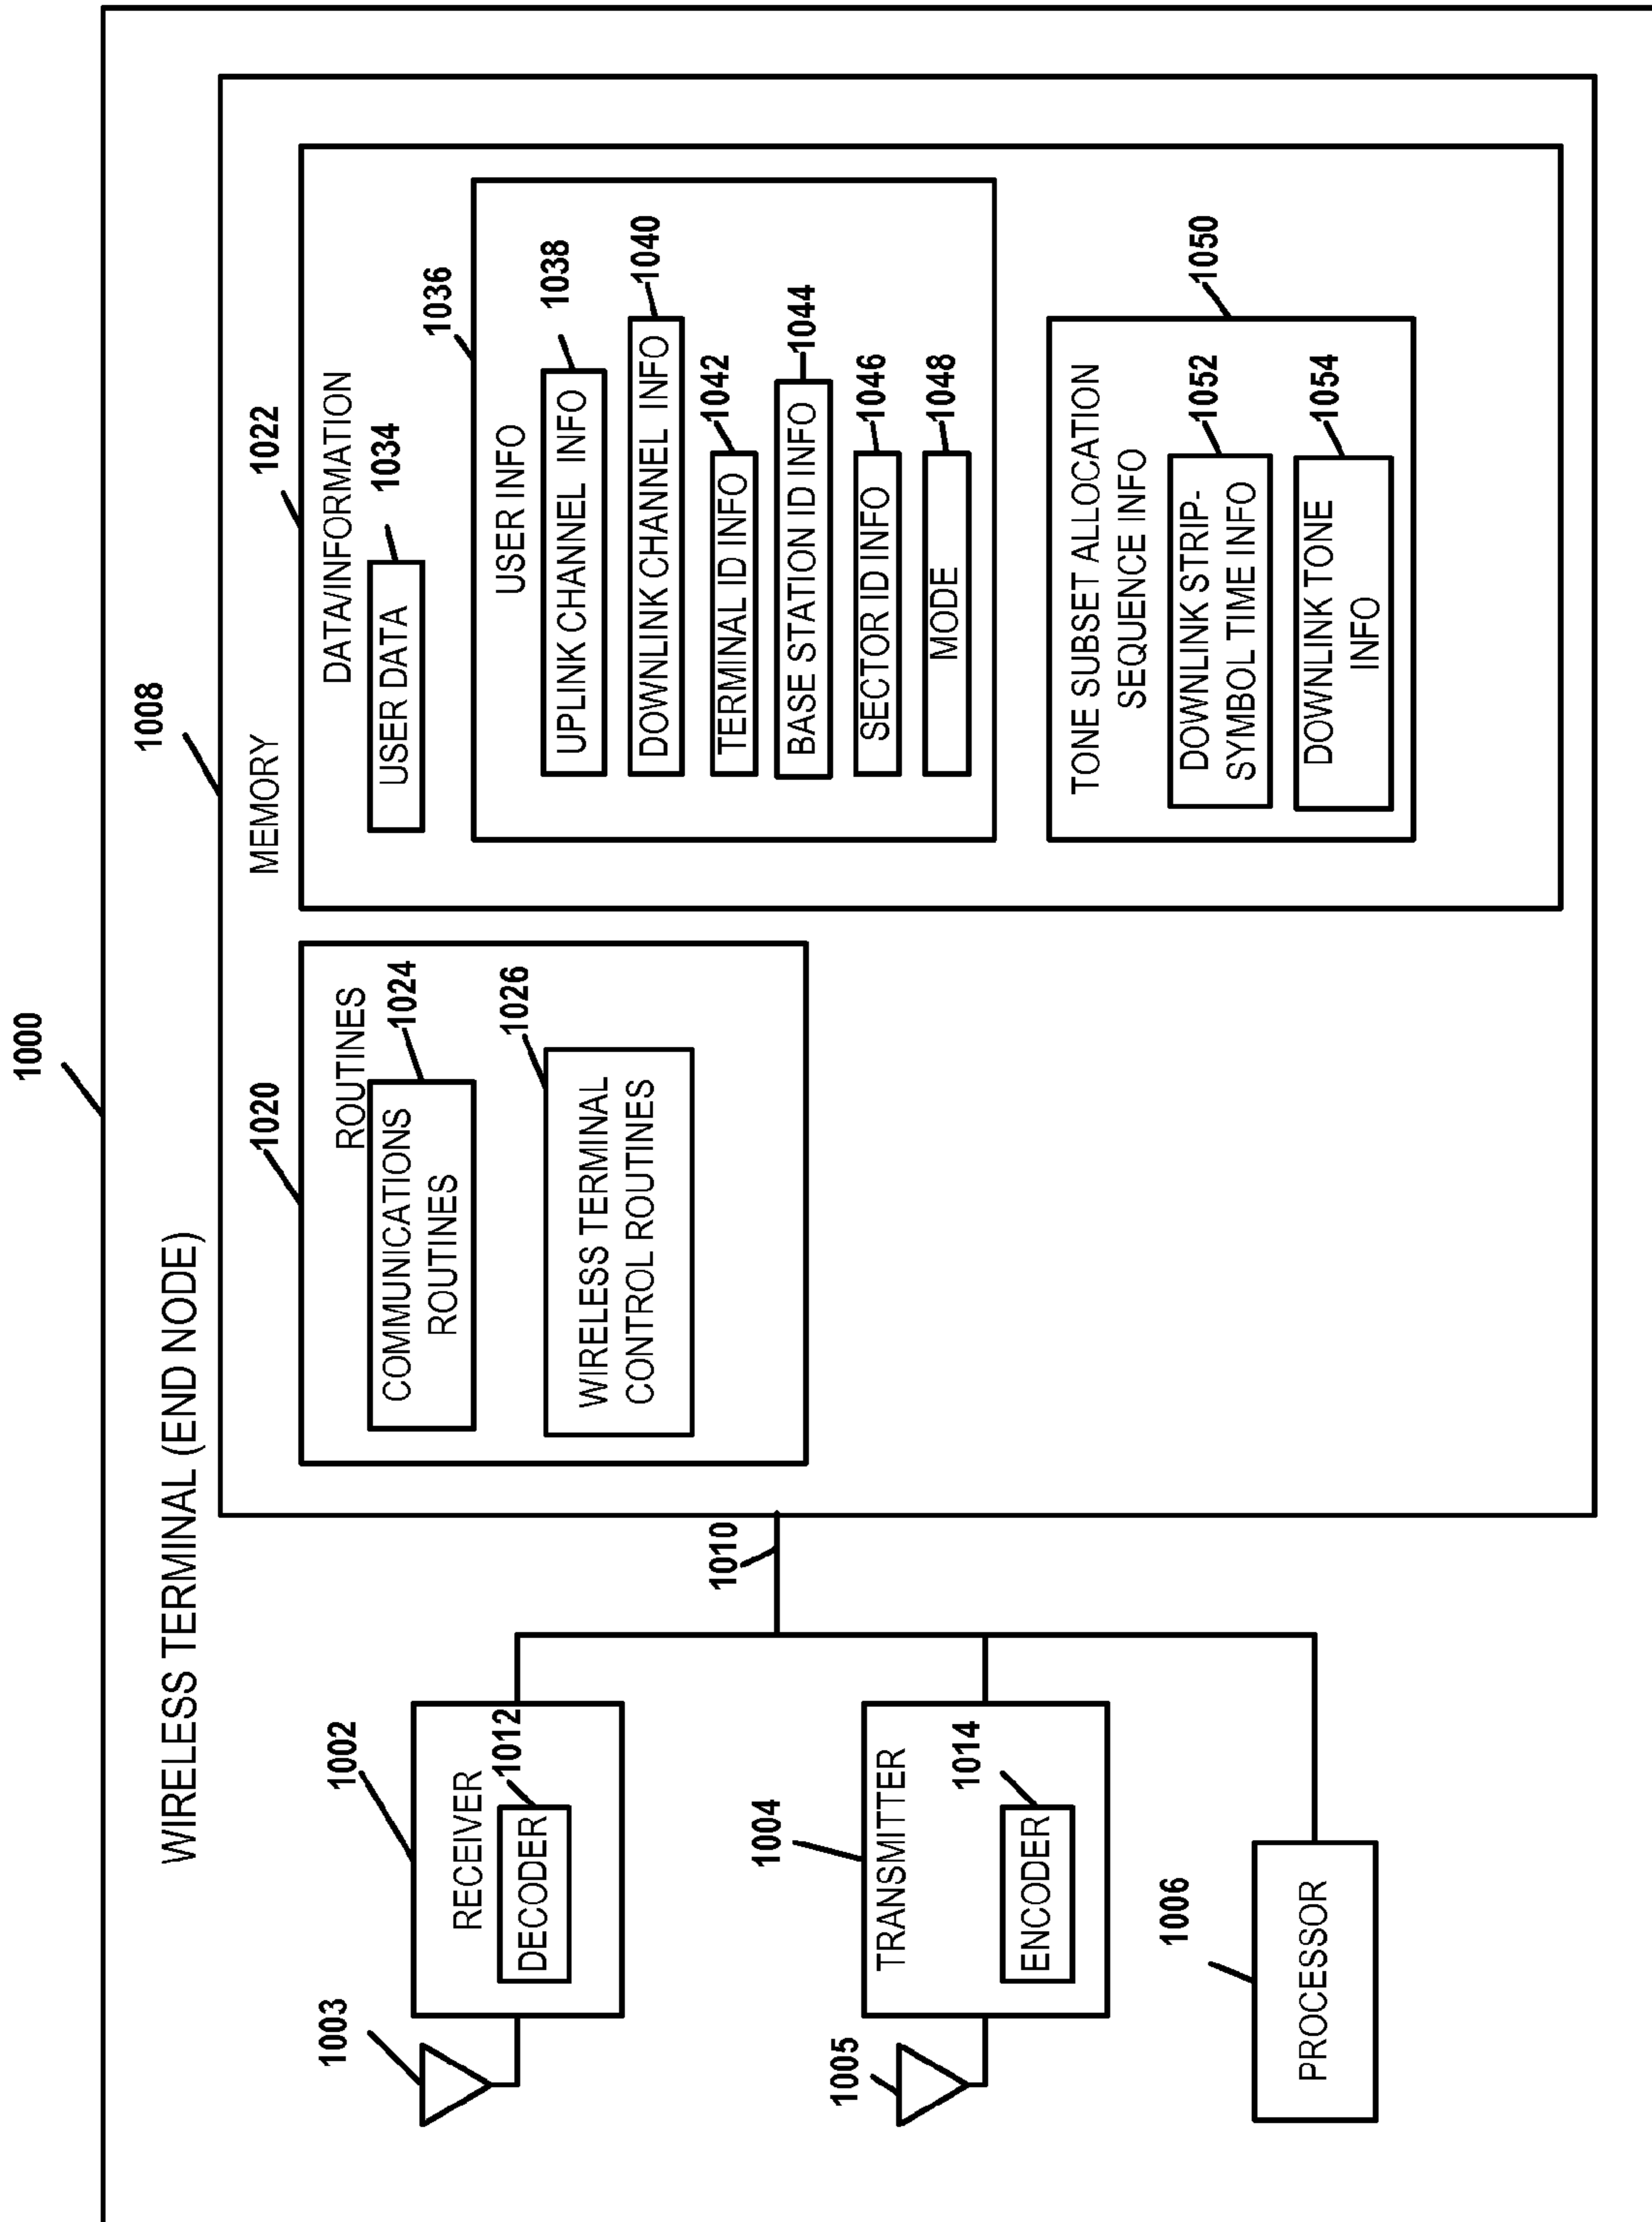 1000
WIRELESS TERMINAL (END NODE)
1002
RECEIVER
1012
DECODER
1003
1004
TRANSMITTER
1014
ENCODER
1005
1006
PROCESSOR
1010
1008
MEMORY
1020
ROUTINES
1024
COMMUNICATIONS
ROUTINES
1026
WIRELESS TERMINAL
CONTROL ROUTINES
1022
DATA/INFORMATION
1034
USER DATA
1036
USER INFO
1038
UPLINK CHANNEL INFO
1040
DOWNLINK CHANNEL INFO
1042
TERMINAL ID INFO
1044
BASE STATION ID INFO
1046
SECTOR ID INFO
1048
MODE
1050
TONE SUBSET ALLOCATION
SEQUENCE INFO
1052
DOWNLINK STRIP-
SYMBOL TIME INFO
1054
DOWNLINK TONE
INFO